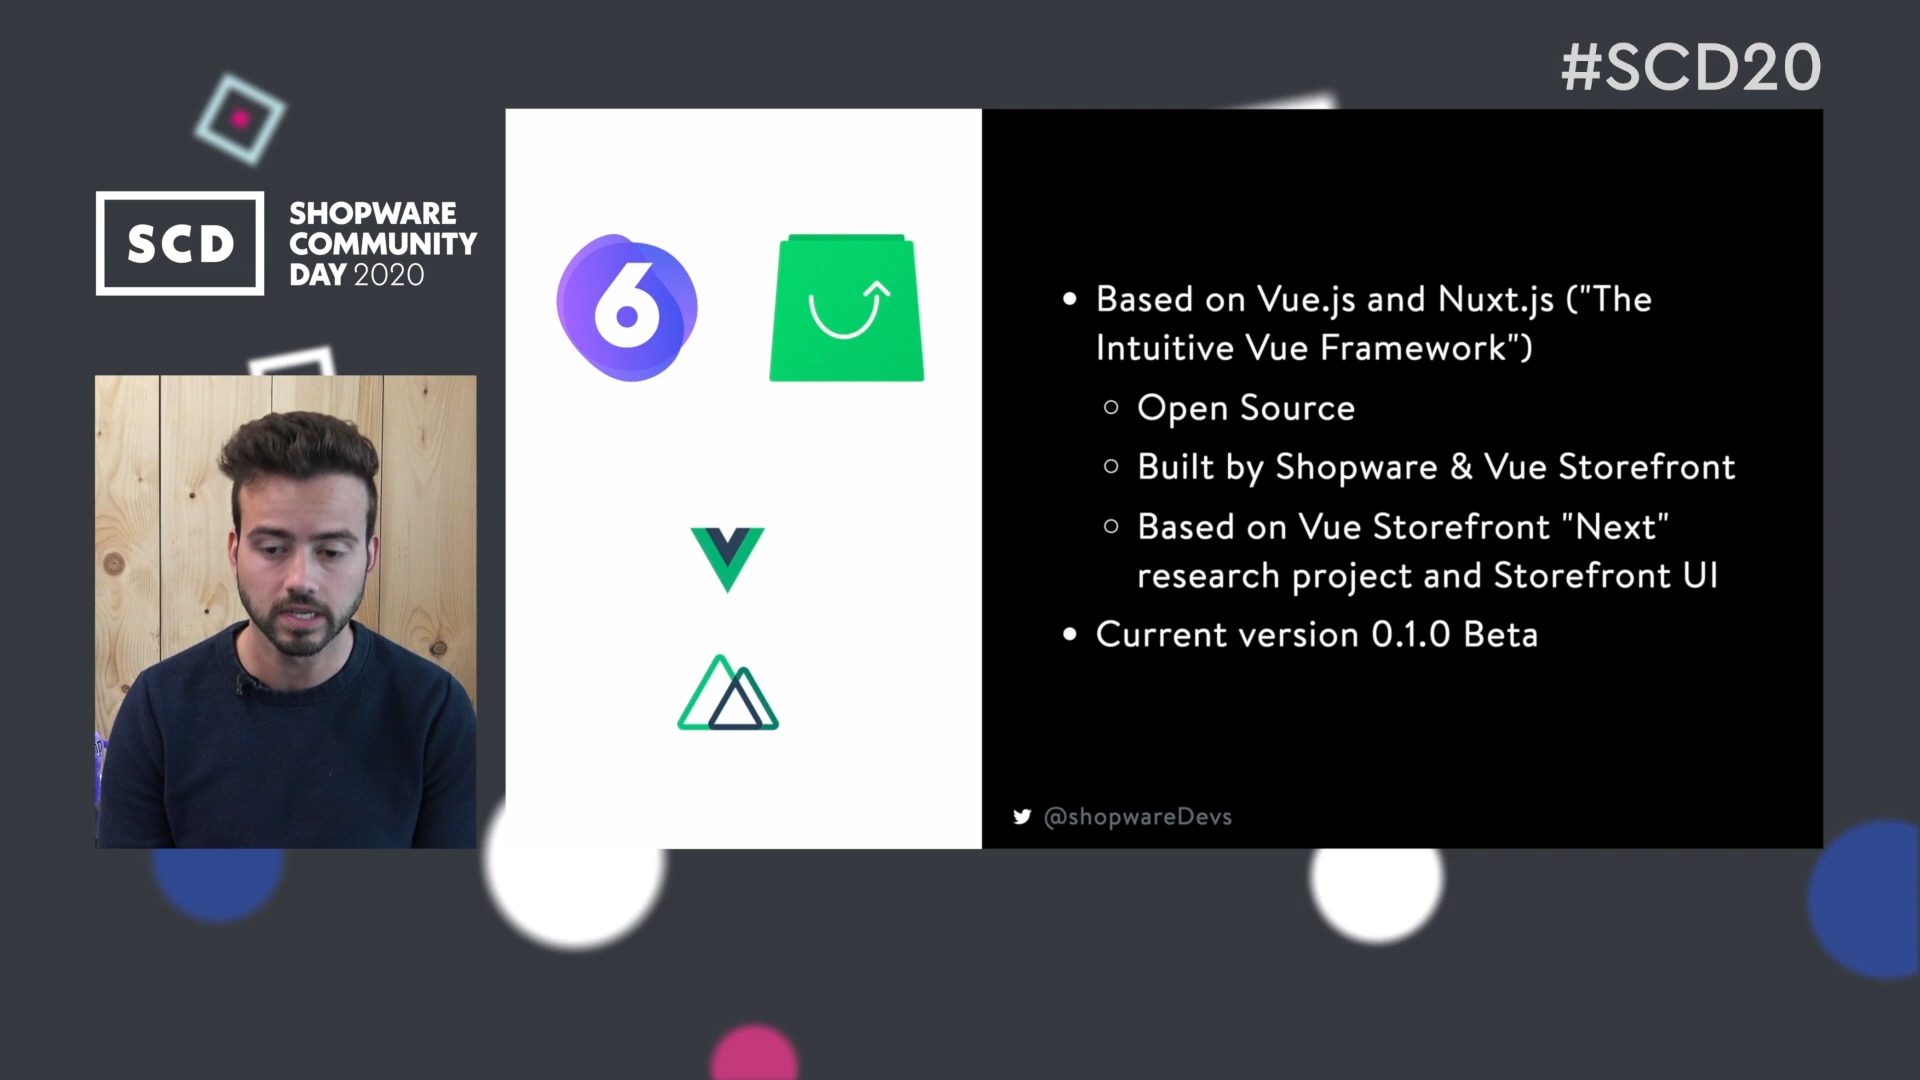 #SCD20
SCD
SHOPWARE
COMMUNITY
DAY 2020
6
• Based on Vue.js and Nuxt.js ("The
Intuitive Vue Framework")
○ Open Source
○ Built by Shopware & Vue Storefront
○ Based on Vue Storefront "Next"
research project and Storefront UI
• Current version 0.1.0 Beta
@shopwareDevs